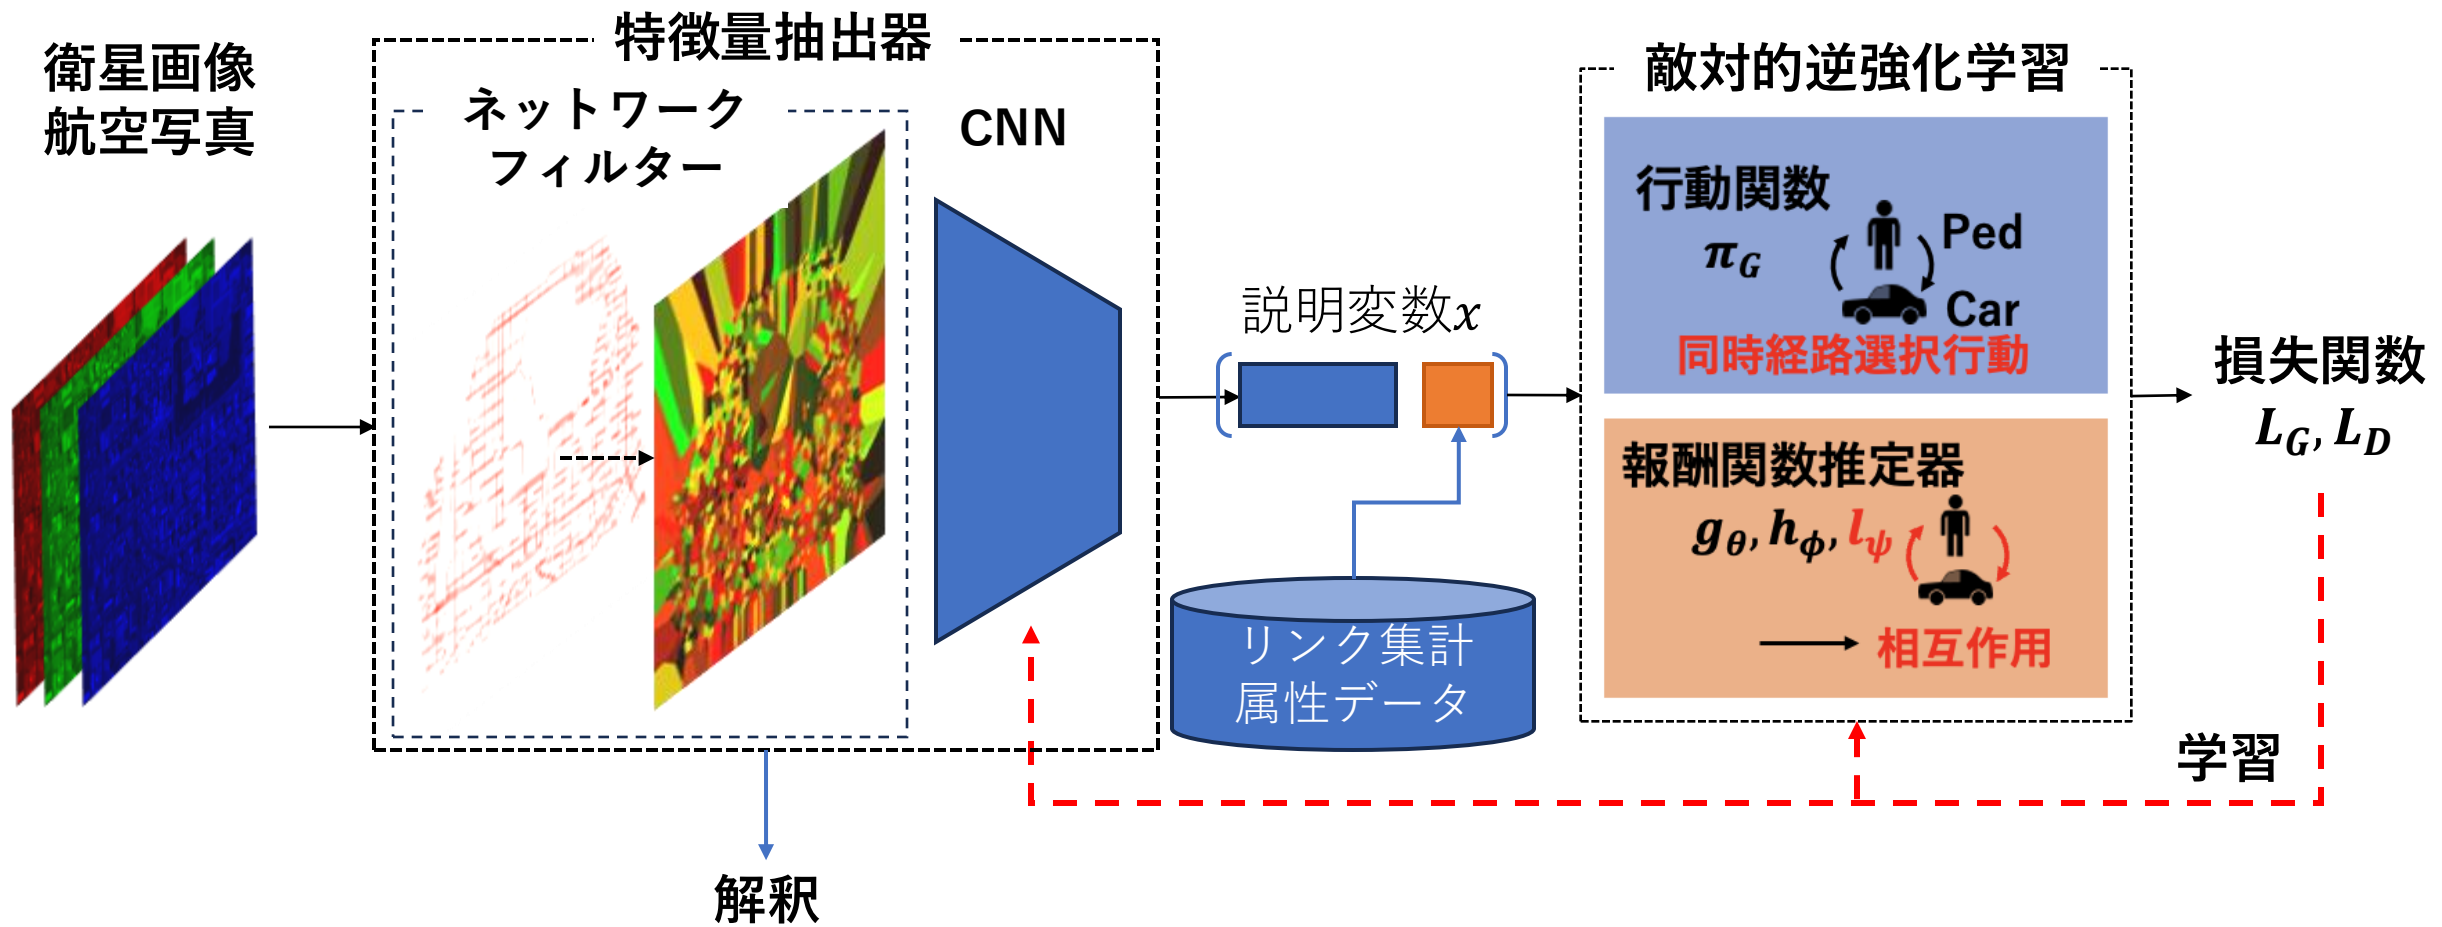 衛星画像
航空写真
特徴量抽出器
ネットワーク
フィルター
CNN
解釈
説明変数x
リンク集計
属性データ
敵対的逆強化学習
行動関数
π_G
Ped
Car
同時経路選択行動
報酬関数推定器
g_θ, h_ϕ, l_ψ
相互作用
損失関数
L_G, L_D
学習